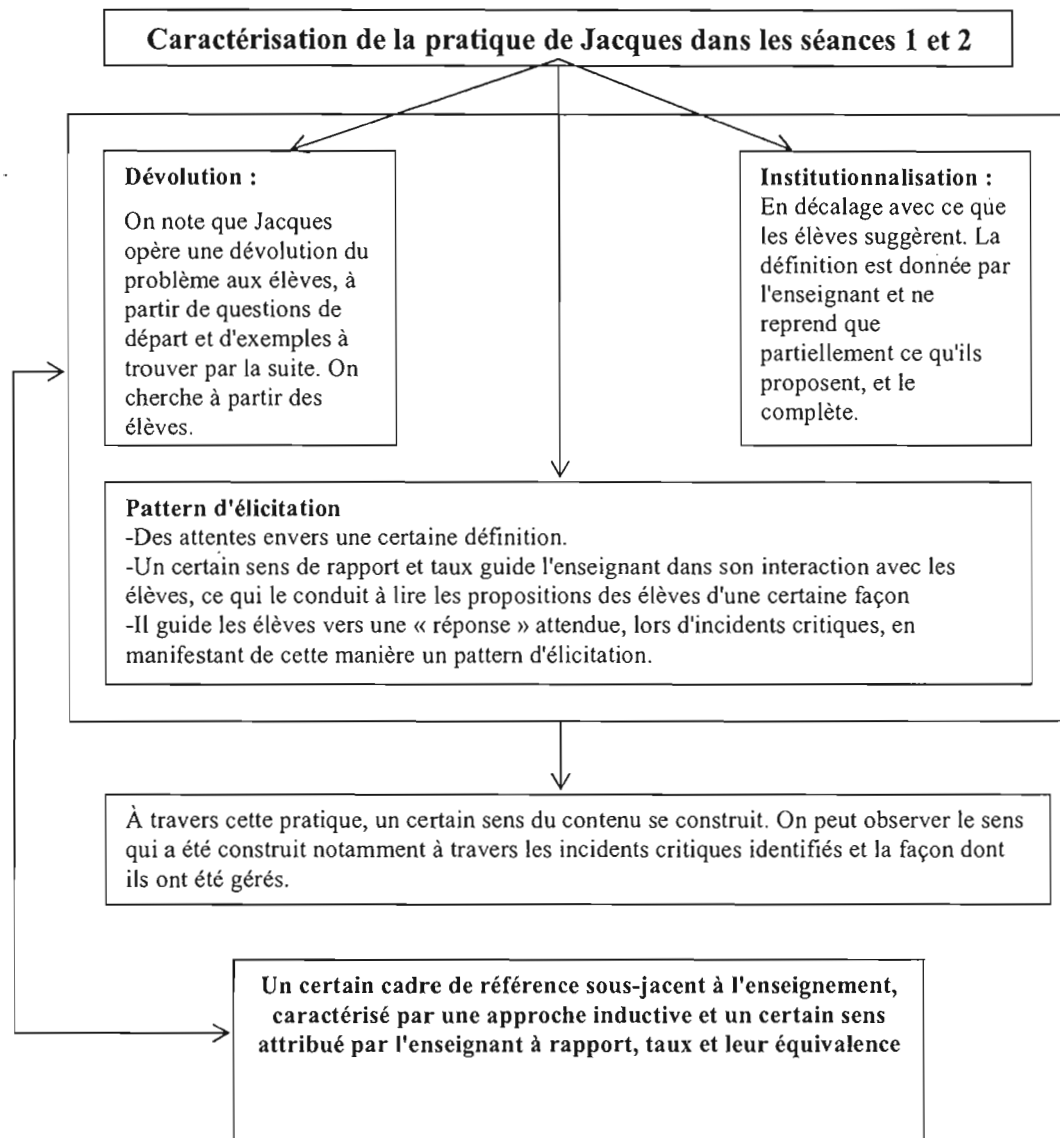 Caractérisation de la pratique de Jacques dans les séances 1 et 2
Dévolution :
On note que Jacques
opère une dévolution du
problème aux élèves, à
partir de questions de
départ et d'exemples à
trouver par la suite. On
cherche à partir des
élèves.
Institutionnalisation :
En décalage avec ce que
les élèves suggèrent. La
définition est donnée par
l'enseignant et ne
reprend que
partiellement ce qu'ils
proposent, et le
complète.
Pattern d'élicitation
-Des attentes envers une certaine définition.
-Un certain sens de rapport et taux guide l'enseignant dans son interaction avec les
élèves, ce qui le conduit à lire les propositions des élèves d'une certaine façon
-Il guide les élèves vers une « réponse » attendue, lors d'incidents critiques, en
manifestant de cette manière un pattern d'élicitation.
À travers cette pratique, un certain sens du contenu se construit. On peut observer le sens
qui a été construit notamment à travers les incidents critiques identifiés et la façon dont
ils ont été gérés.
Un certain cadre de référence sous-jacent à l'enseignement,
caractérisé par une approche inductive et un certain sens
attribué par l'enseignant à rapport, taux et leur équivalence